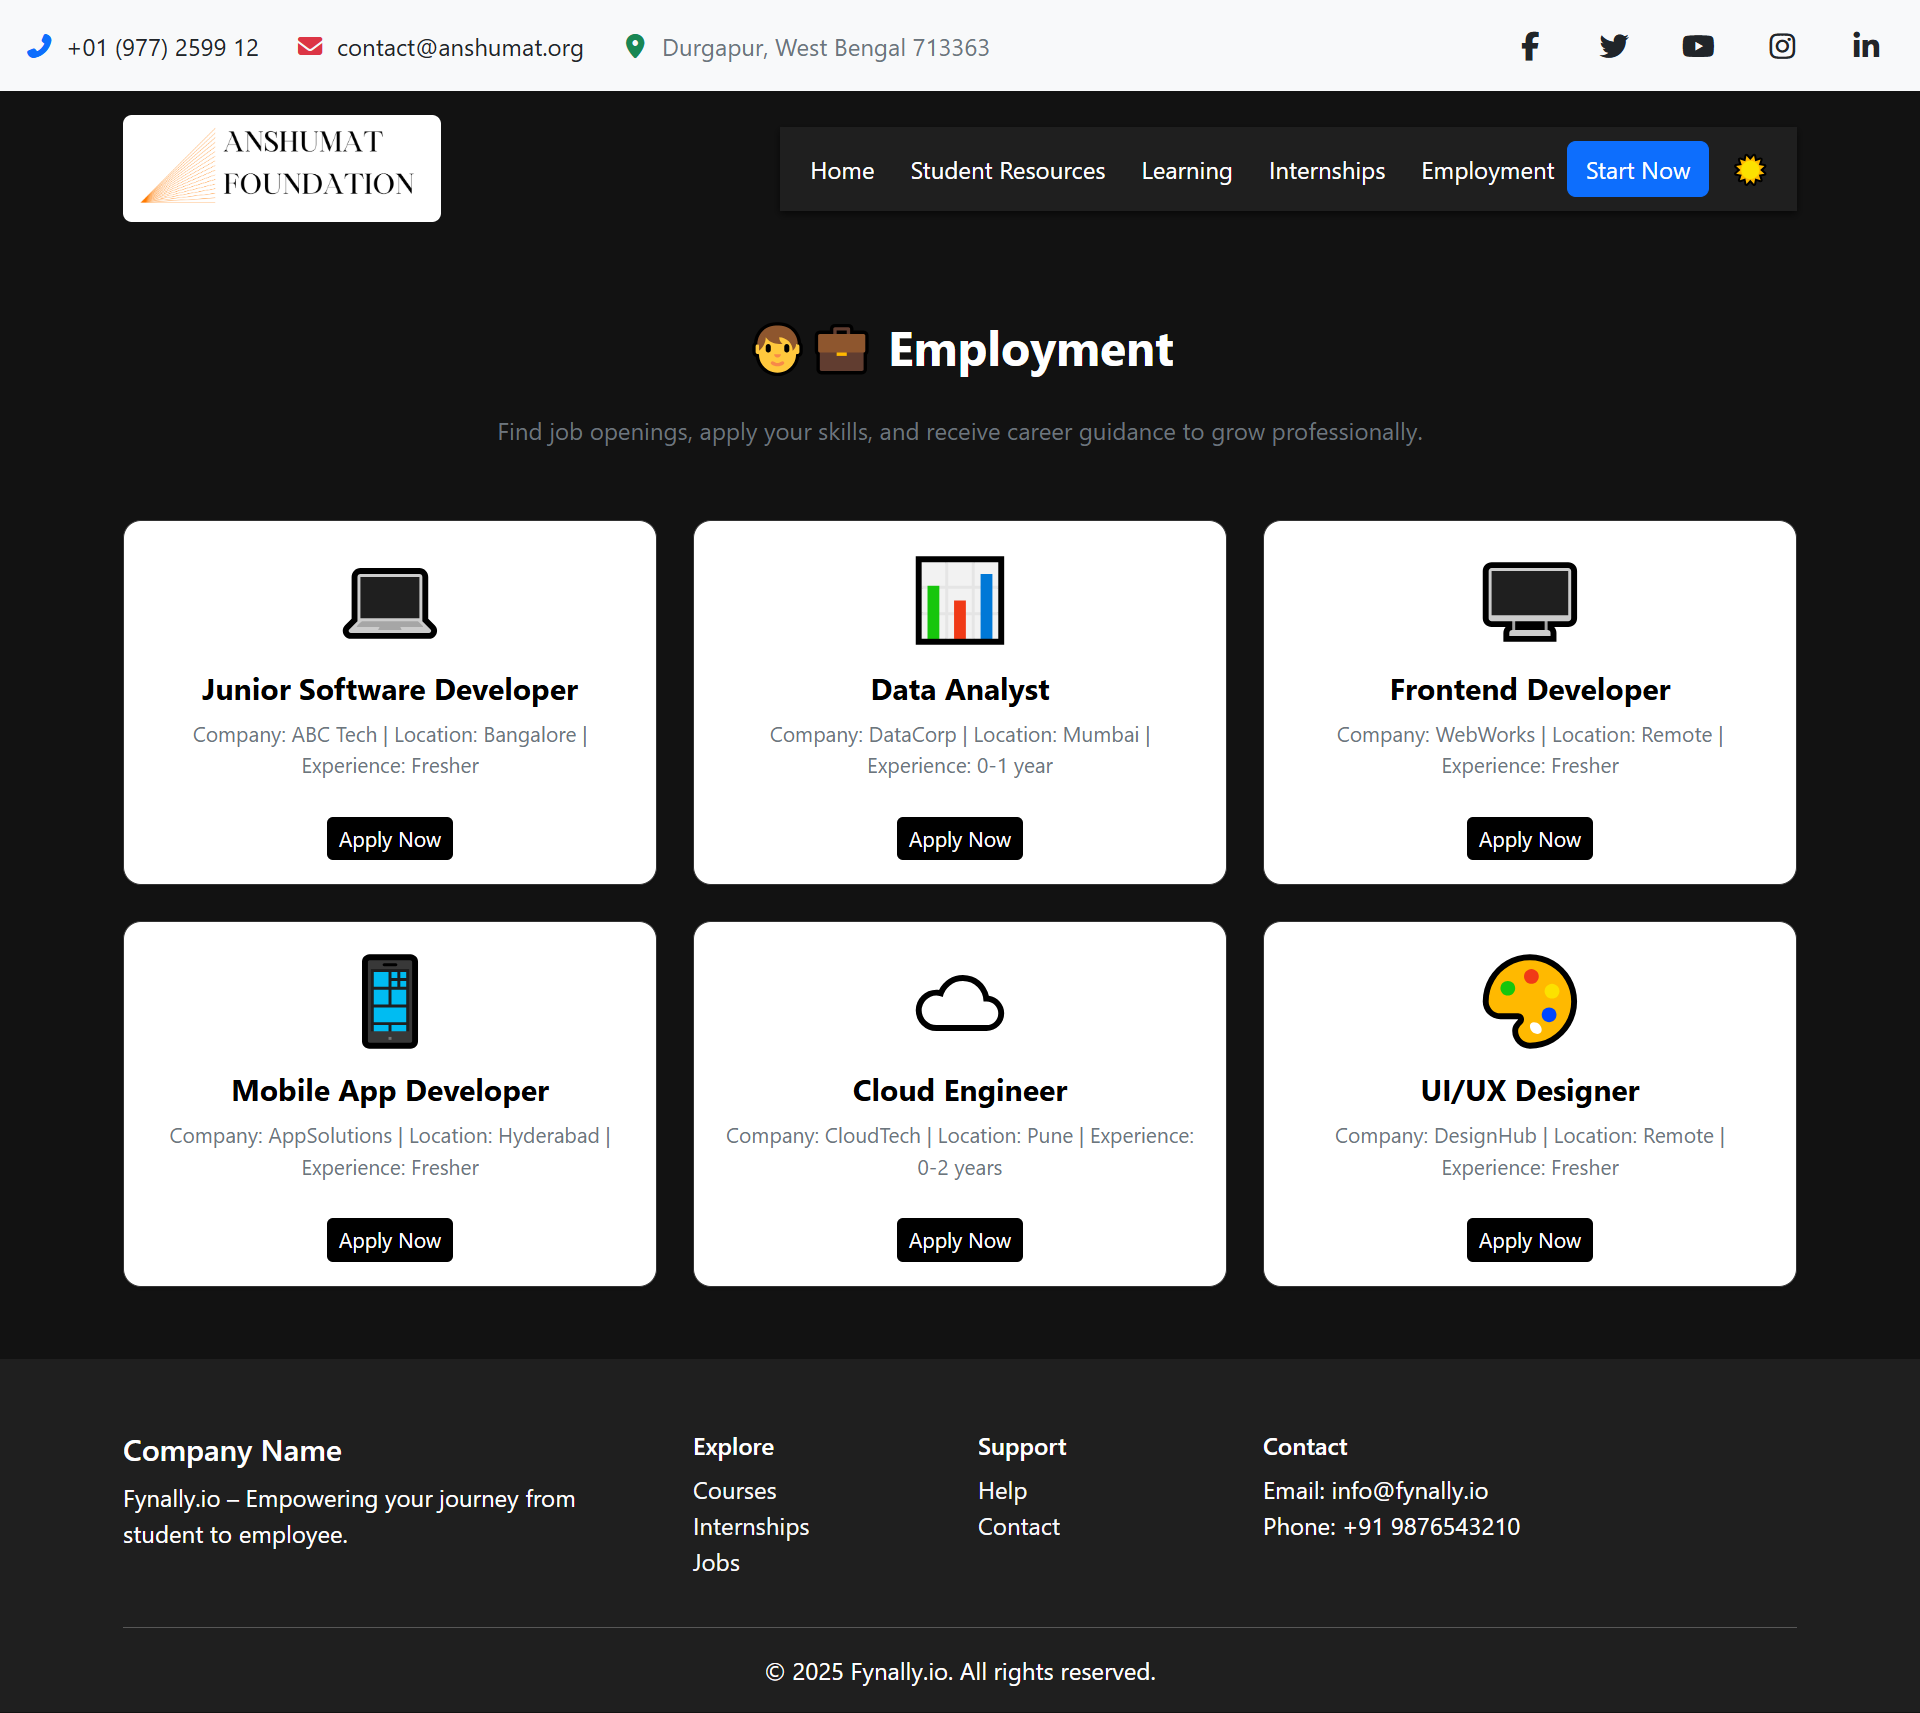 +01 (977) 2599 12 contact@anshumat.org Durgapur, West Bengal 713363
ANSHUMAT
FOUNDATION
Home Student Resources Learning Internships Employment Start Now
Employment
Find job openings, apply your skills, and receive career guidance to grow professionally.
Junior Software Developer
Company: ABC Tech | Location: Bangalore |
Experience: Fresher
Apply Now
Data Analyst
Company: DataCorp | Location: Mumbai |
Experience: 0-1 year
Apply Now
Frontend Developer
Company: WebWorks | Location: Remote |
Experience: Fresher
Apply Now
Mobile App Developer
Company: AppSolutions | Location: Hyderabad |
Experience: Fresher
Apply Now
Cloud Engineer
Company: CloudTech | Location: Pune | Experience:
0-2 years
Apply Now
UI/UX Designer
Company: DesignHub | Location: Remote |
Experience: Fresher
Apply Now
Company Name
Fynally.io – Empowering your journey from
student to employee.
Explore
Courses
Internships
Jobs
Support
Help
Contact
Contact
Email: info@fynally.io
Phone: +91 9876543210
© 2025 Fynally.io. All rights reserved.